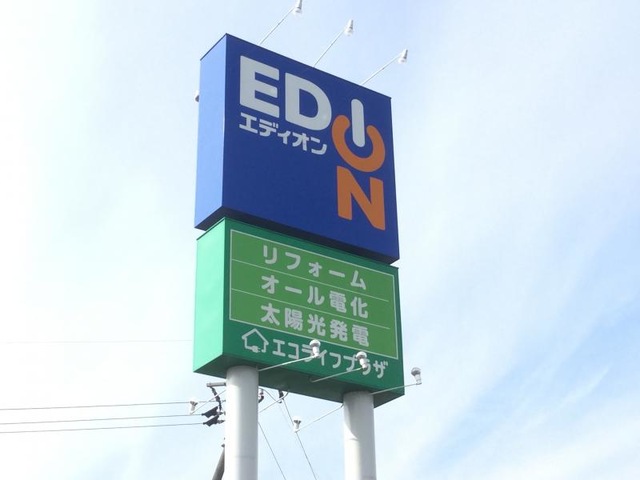 EDION
エディオン
リフォーム
オール電化
太陽光発電
エコライフプラザ